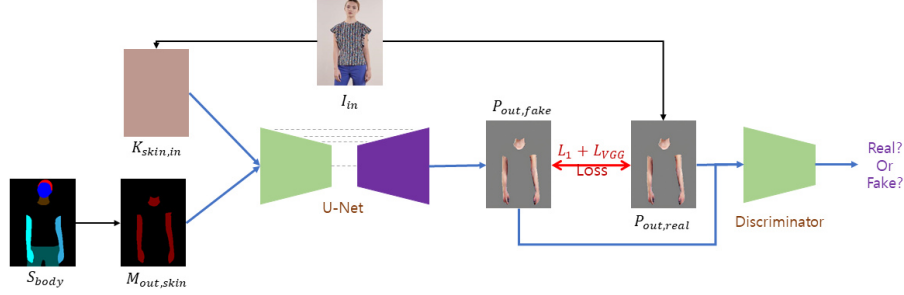 I_in
K_skin,in
P_out,fake
L_1 + L_VGG
Loss
Real?
Or
Fake?
U-Net
P_out,real
Discriminator
S_body
M_out,skin